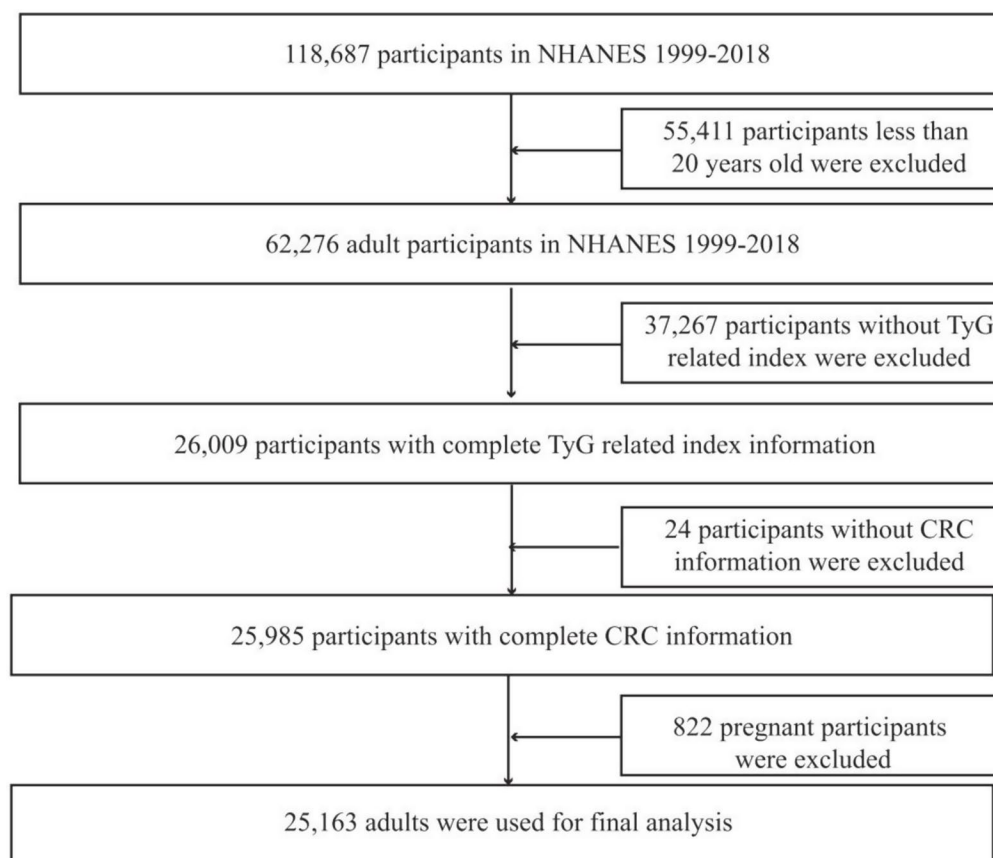 118,687 participants in NHANES 1999-2018
55,411 participants less than
20 years old were excluded
62,276 adult participants in NHANES 1999-2018
37,267 participants without TyG
related index were excluded
26,009 participants with complete TyG related index information
24 participants without CRC
information were excluded
25,985 participants with complete CRC information
822 pregnant participants
were excluded
25,163 adults were used for final analysis